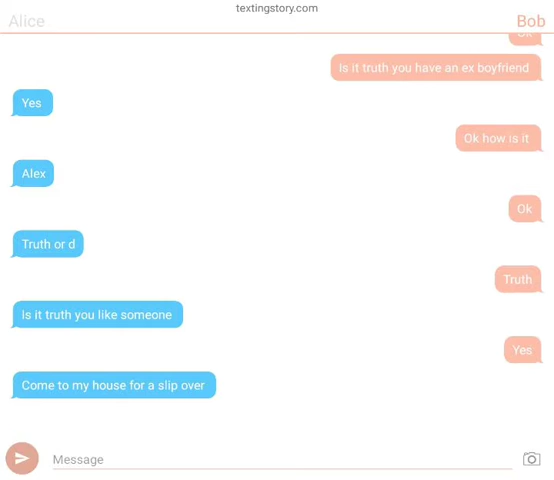 textingstory.com
Alice
Bob
Ok
Is it truth you have an ex boyfriend
Yes
Ok how is it
Alex
Ok
Truth or d
Truth
Is it truth you like someone
Yes
Come to my house for a slip over
Message